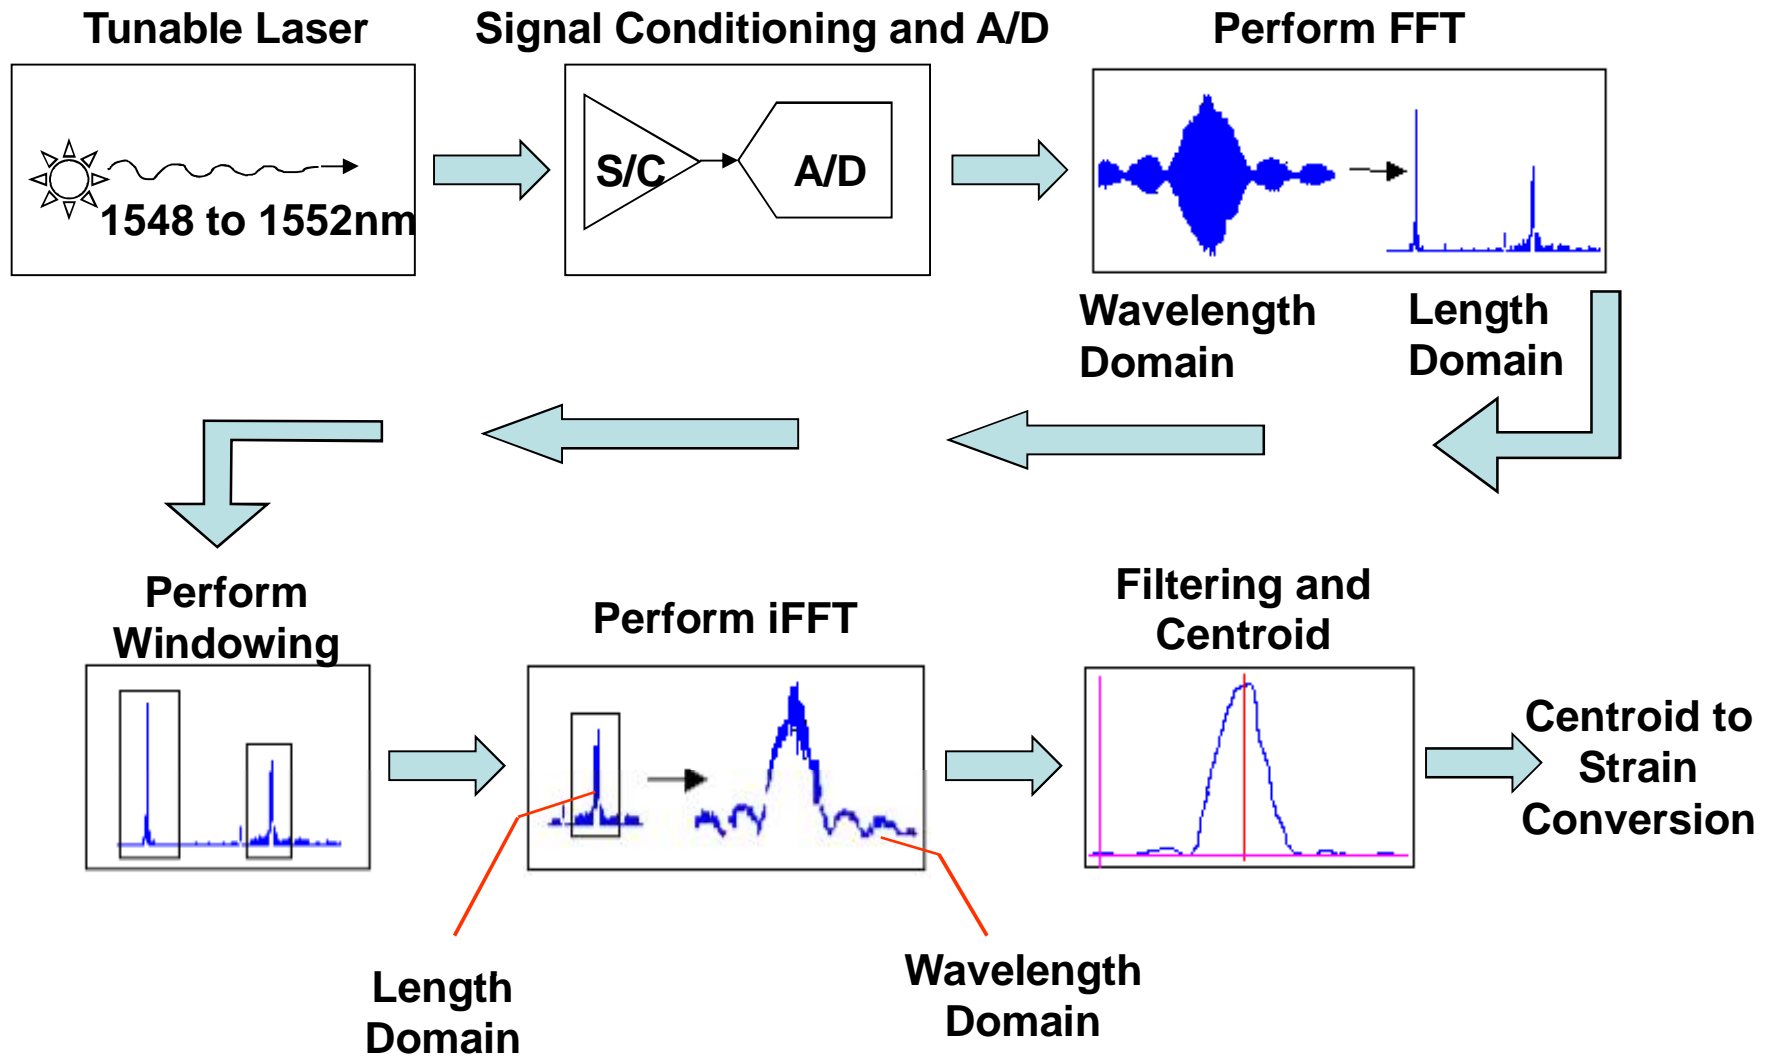 Tunable Laser
Signal Conditioning and A/D
Perform FFT
1548 to 1552nm
S/C
A/D
Wavelength
Domain
Length
Domain
Perform
Windowing
Perform iFFT
Filtering and
Centroid
Centroid to
Strain
Conversion
Length
Domain
Wavelength
Domain